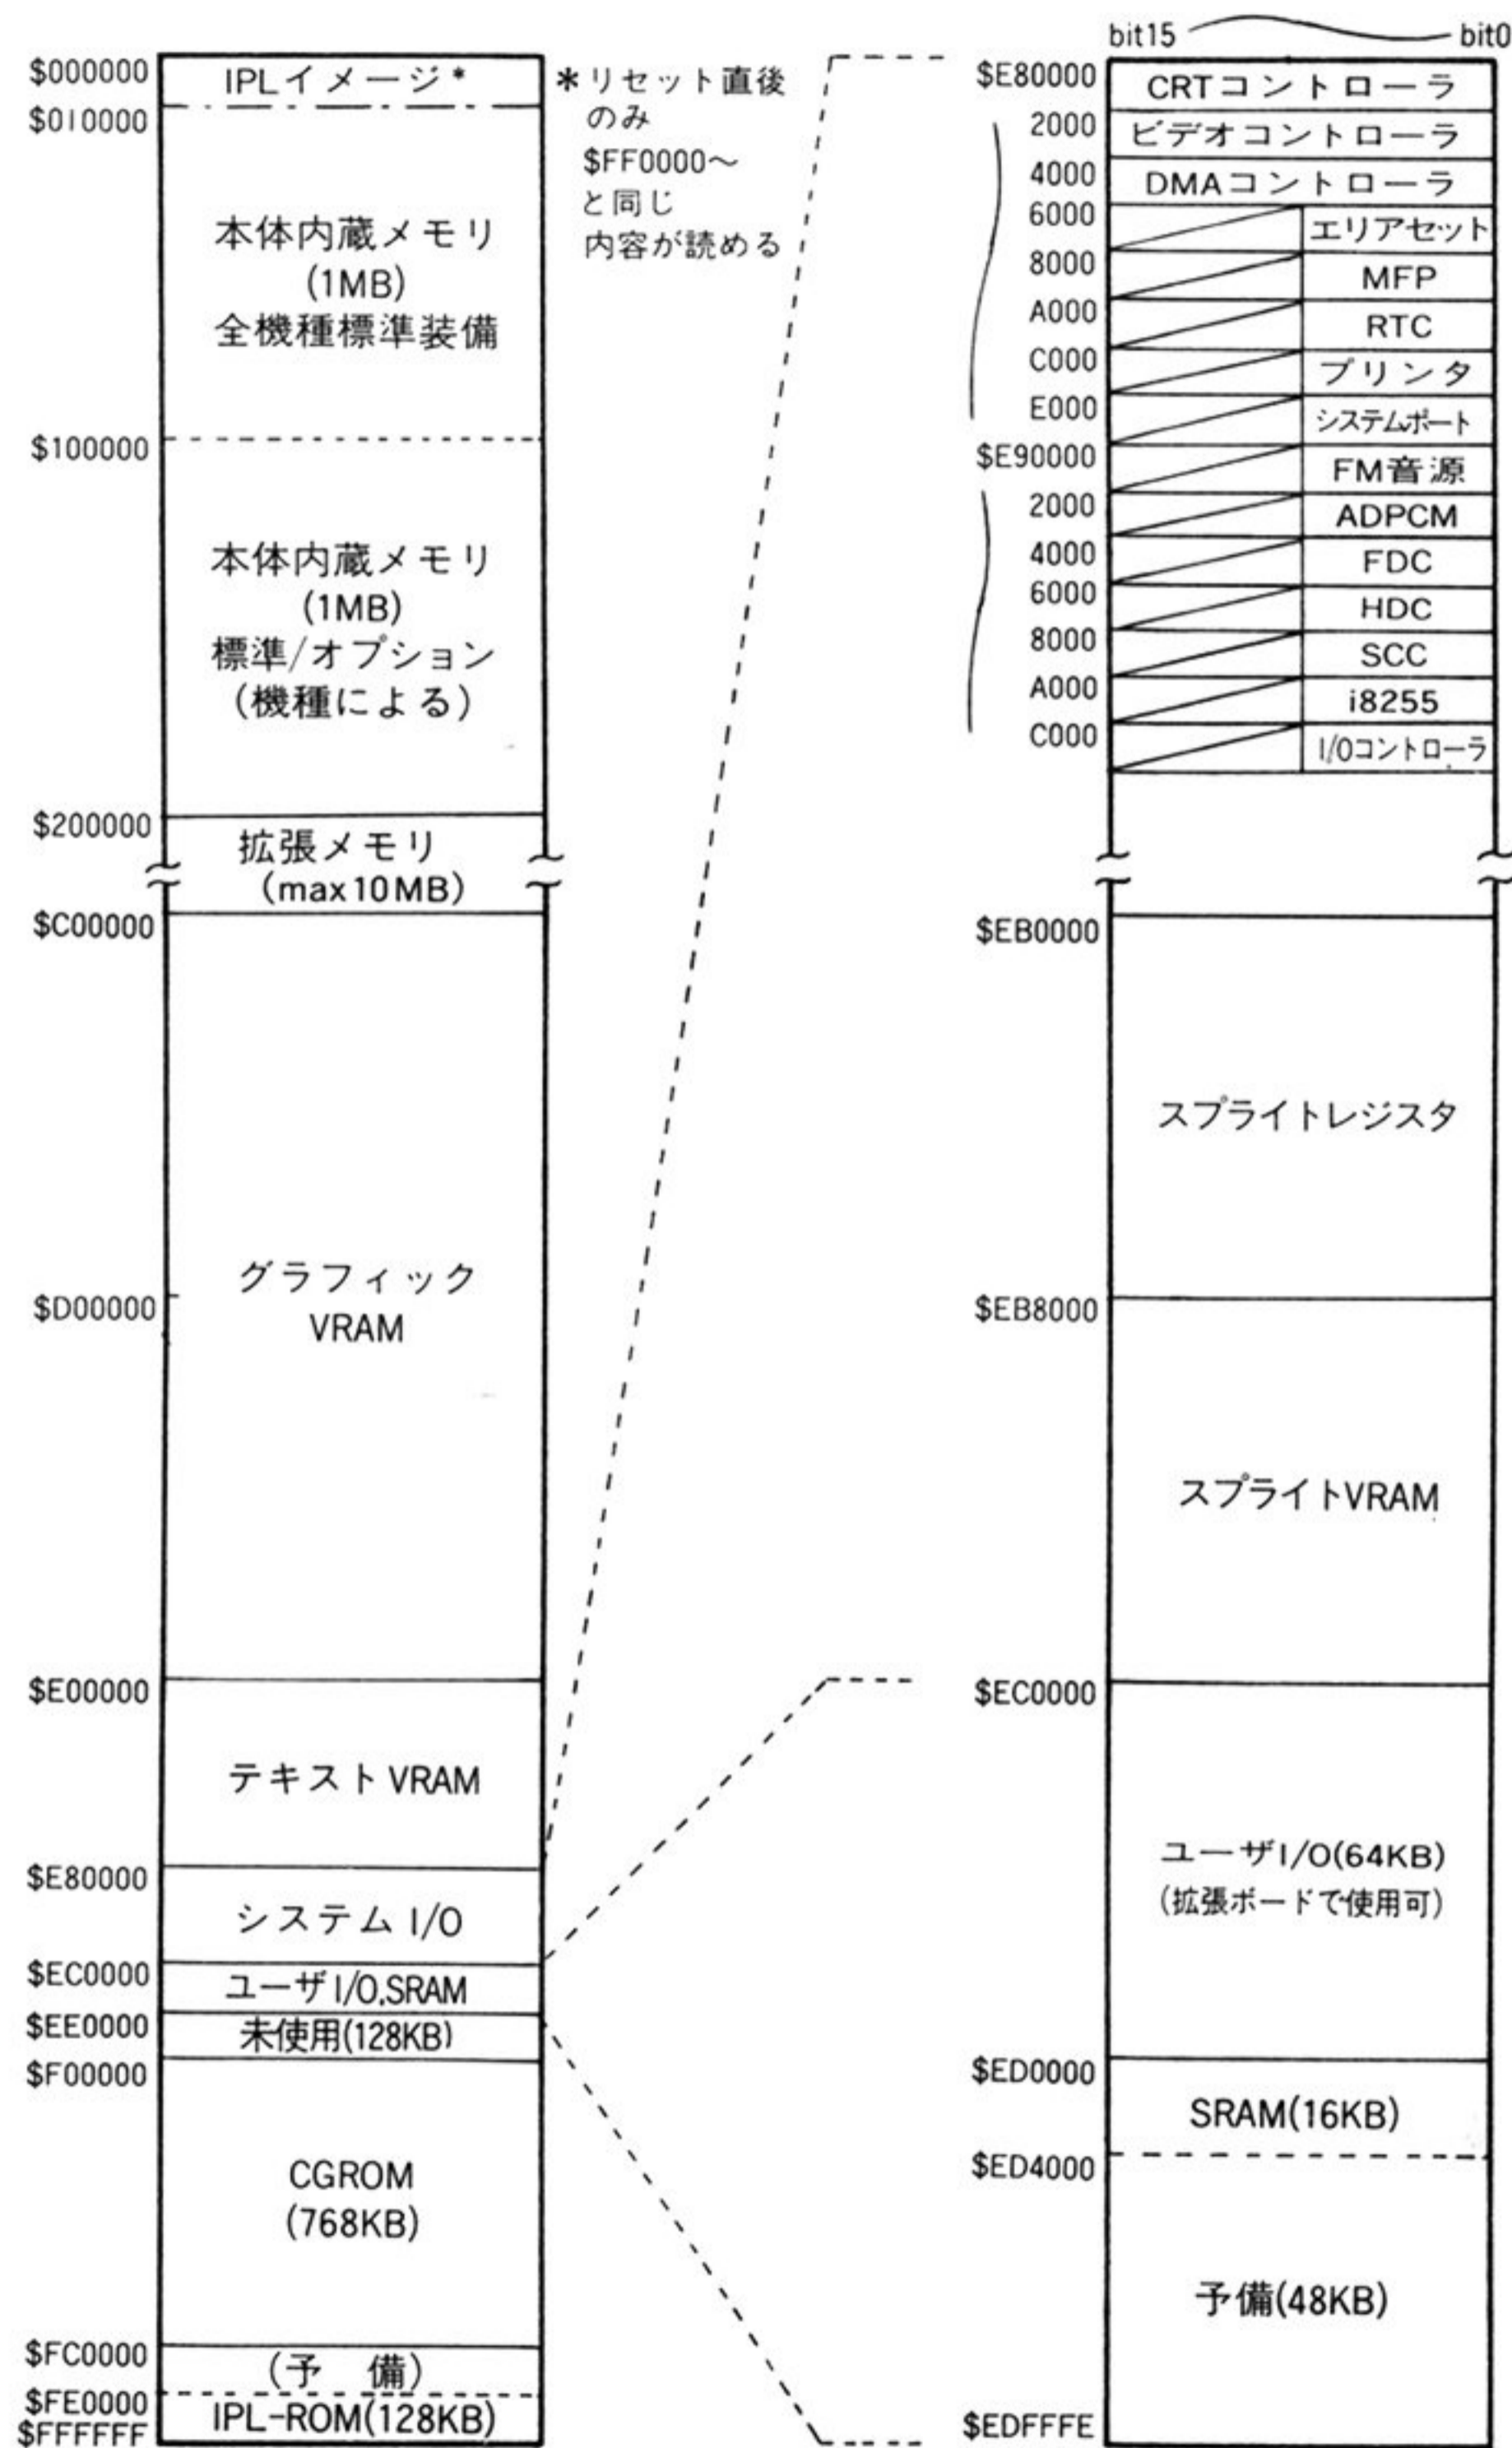 $000000
IPLイメージ*
$010000
*リセット直後
のみ
$FF0000〜
と同じ
内容が読める
本体内蔵メモリ
(1MB)
全機種標準装備
$100000
本体内蔵メモリ
(1MB)
標準/オプション
(機種による)
$200000
拡張メモリ
(max10MB)
$C00000
グラフィック
VRAM
$D00000
$E00000
テキストVRAM
$E80000
システムI/O
$EC0000
ユーザI/O,SRAM
$EE0000
未使用(128KB)
$F00000
CGROM
(768KB)
$FC0000
(予 備)
$FE0000
IPL-ROM(128KB)
$FFFFFF
bit15 bit0
$E80000
CRTコントローラ
2000
ビデオコントローラ
4000
DMAコントローラ
6000
エリアセット
8000
MFP
A000
RTC
C000
プリンタ
E000
システムポート
$E90000
FM音源
2000
ADPCM
4000
FDC
6000
HDC
8000
SCC
A000
i8255
C000
I/Oコントローラ
$EB0000
スプライトレジスタ
$EB8000
スプライトVRAM
$EC0000
ユーザI/O(64KB)
(拡張ボードで使用可)
$ED0000
SRAM(16KB)
$ED4000
予備(48KB)
$EDFFFE